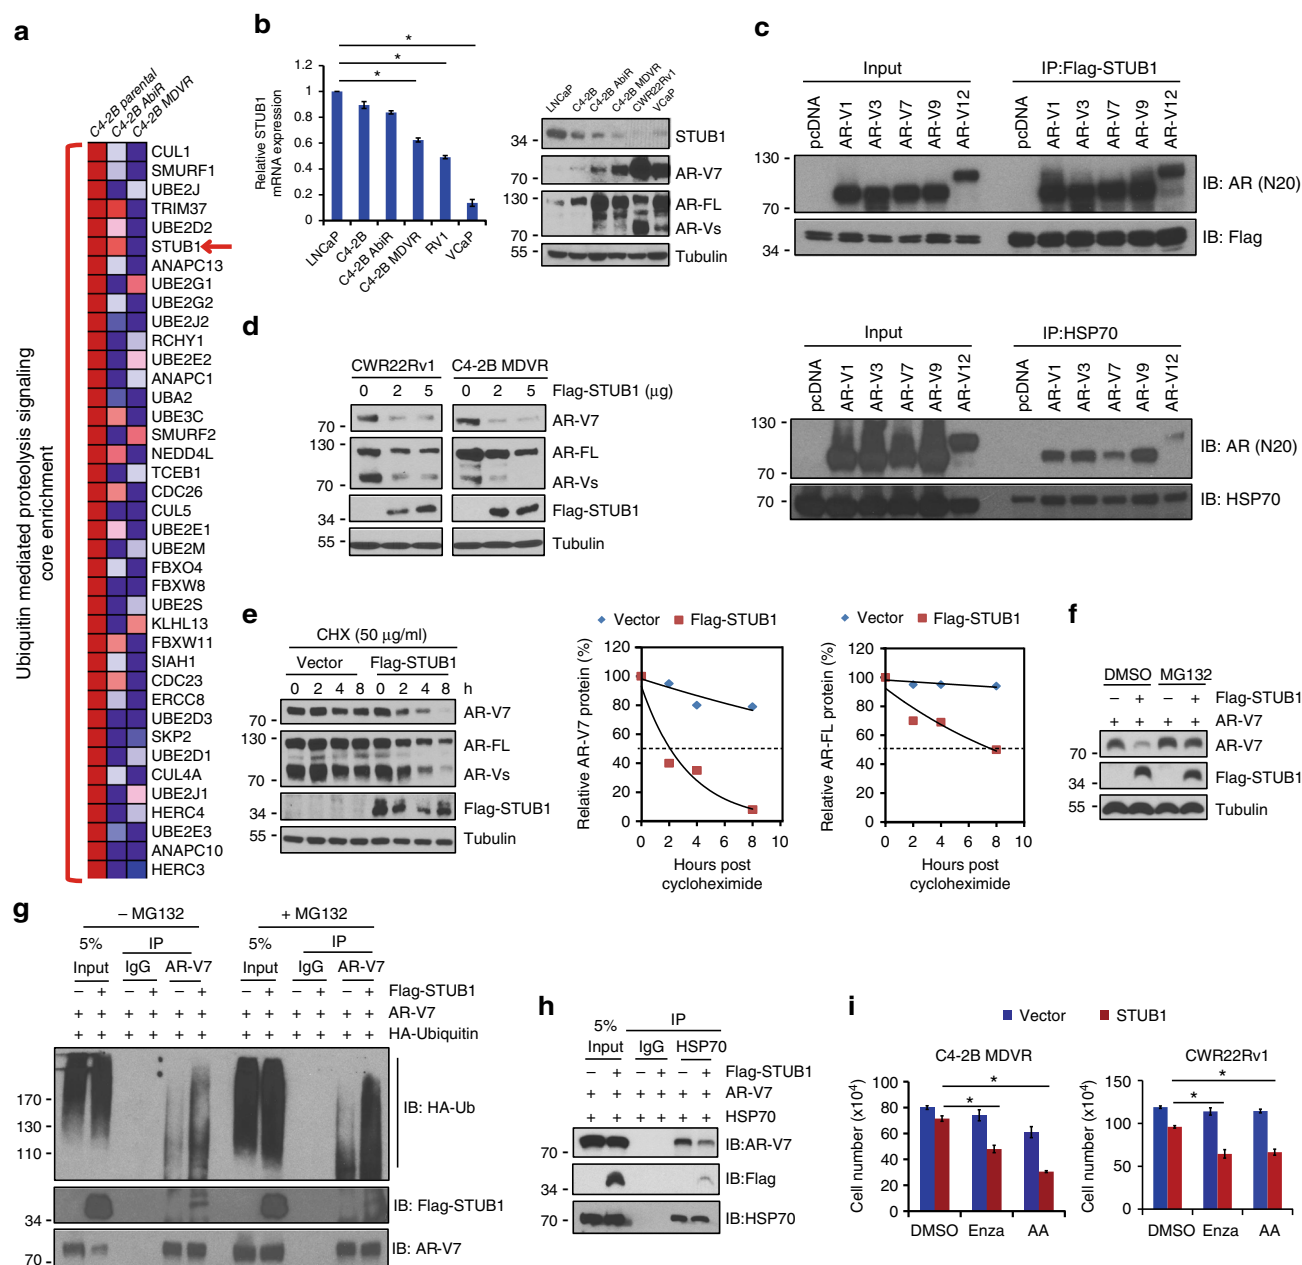 a
C4-2B parental
C4-2B AbiR
C4-2B MDVR
Ubiquitin mediated proteolysis signaling
core enrichment
CUL1
SMURF1
UBE2J
TRIM37
UBE2D2
STUB1
ANAPC13
UBE2G1
UBE2G2
UBE2J2
RCHY1
UBE2E2
ANAPC1
UBA2
UBE3C
SMURF2
NEDD4L
TCEB1
CDC26
CUL5
UBE2E1
UBE2M
FBXO4
FBXW8
UBE2S
KLHL13
FBXW11
SIAH1
CDC23
ERCC8
UBE2D3
SKP2
UBE2D1
CUL4A
UBE2J1
HERC4
UBE2E3
ANAPC10
HERC3
b
*
*
*
Relative STUB1
mRNA expression
1.2
1
0.8
0.6
0.4
0.2
0
LNCaP
C4-2B
C4-2B AbiR
C4-2B MDVR
RV1
VCaP
LNCaP
C4-2B
C4-2B AbiR
C4-2B MDVR
CWR22Rv1
VCaP
34 - STUB1
70 - AR-V7
130 - AR-FL
AR-Vs
55 - Tubulin
c
Input IP:Flag-STUB1
pcDNA AR-V1 AR-V3 AR-V7 AR-V9 AR-V12 pcDNA AR-V1 AR-V3 AR-V7 AR-V9 AR-V12
130 -
70 -
IB: AR (N20)
34 - IB: Flag
Input IP:HSP70
pcDNA AR-V1 AR-V3 AR-V7 AR-V9 AR-V12 pcDNA AR-V1 AR-V3 AR-V7 AR-V9 AR-V12
130 -
70 -
IB: AR (N20)
70 - IB: HSP70
d
CWR22Rv1 C4-2B MDVR
0 2 5 0 2 5 Flag-STUB1 (μg)
70 - AR-V7
130 - AR-FL
70 - AR-Vs
34 - Flag-STUB1
55 - Tubulin
e
CHX (50 μg/ml)
Vector Flag-STUB1
0 2 4 8 0 2 4 8 h
70 - AR-V7
130 - AR-FL
70 - AR-Vs
34 - Flag-STUB1
55 - Tubulin
Vector Flag-STUB1
Relative AR-V7 protein (%)
120
100
80
60
40
20
0
0 2 4 6 8 10
Hours post
cycloheximide
Vector Flag-STUB1
Relative AR-FL protein (%)
120
100
80
60
40
20
0
0 2 4 6 8 10
Hours post
cycloheximide
f
DMSO MG132
– + – + Flag-STUB1
+ + + + AR-V7
70 - AR-V7
34 - Flag-STUB1
55 - Tubulin
g
– MG132 + MG132
5% Input IP 5% Input IP
IgG AR-V7 IgG AR-V7
– + – + – + – + – + – + Flag-STUB1
+ + + + + + + + + + + + AR-V7
+ + + + + + + + + + + + HA-Ubiquitin
170 -
130 -
110 -
IB: HA-Ub
34 - IB: Flag-STUB1
70 - IB: AR-V7
h
5% Input IP
IgG HSP70
– + – + – + Flag-STUB1
+ + + + + + AR-V7
+ + + + + + HSP70
70 - IB:AR-V7
34 - IB:Flag
70 - IB:HSP70
i
Vector STUB1
C4-2B MDVR
Cell number (x10⁴)
100
80
60
40
20
0
*
*
DMSO Enza AA
CWR22Rv1
Cell number (x10⁴)
150
100
50
0
*
*
DMSO Enza AA